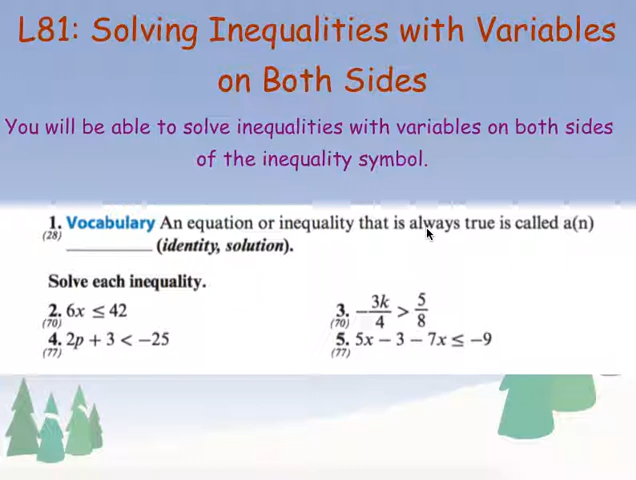 L81: Solving Inequalities with Variables
on Both Sides
You will be able to solve inequalities with variables on both sides
of the inequality symbol.
1. Vocabulary An equation or inequality that is always true is called a(n)
(28)
__________ (identity, solution).
Solve each inequality.
2. 6x ≤ 42
(70)
3. −3k/4 > 5/8
(70)
4. 2p + 3 < −25
(77)
5. 5x − 3 − 7x ≤ −9
(77)